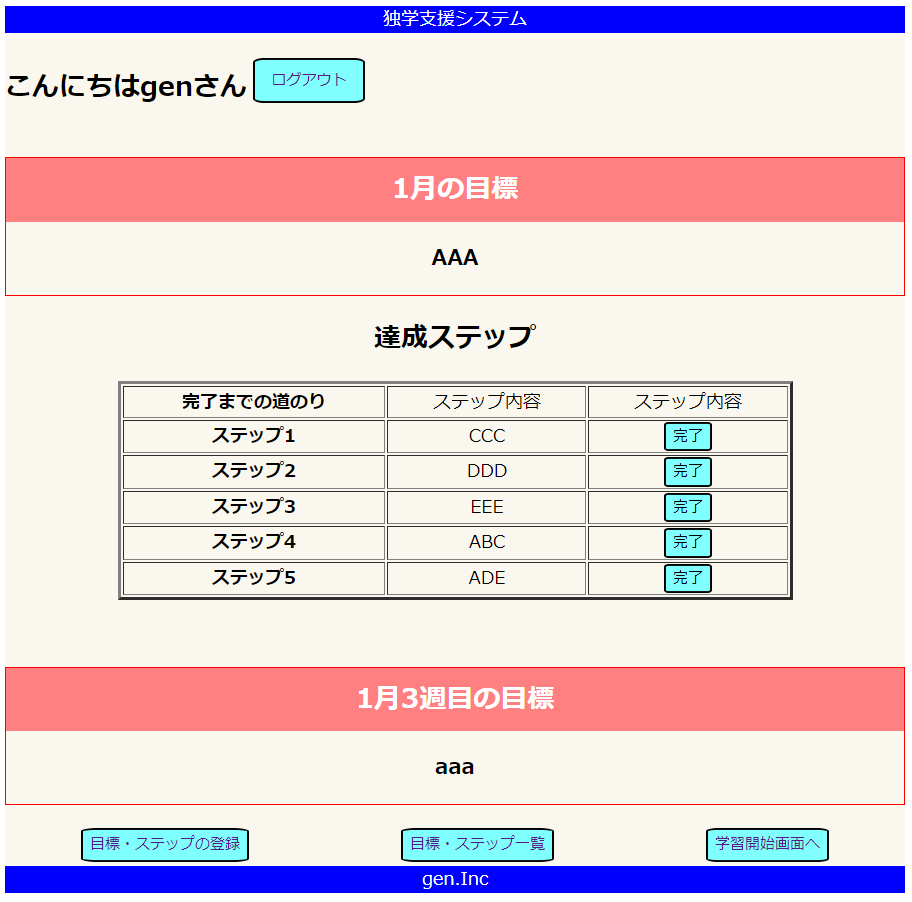 独学支援システム
こんにちはgenさん ログアウト
1月の目標
AAA
達成ステップ
完了までの道のり ステップ内容 ステップ内容
ステップ1 CCC 完了
ステップ2 DDD 完了
ステップ3 EEE 完了
ステップ4 ABC 完了
ステップ5 ADE 完了
1月3週目の目標
aaa
目標・ステップの登録 目標・ステップ一覧 学習開始画面へ
gen.Inc